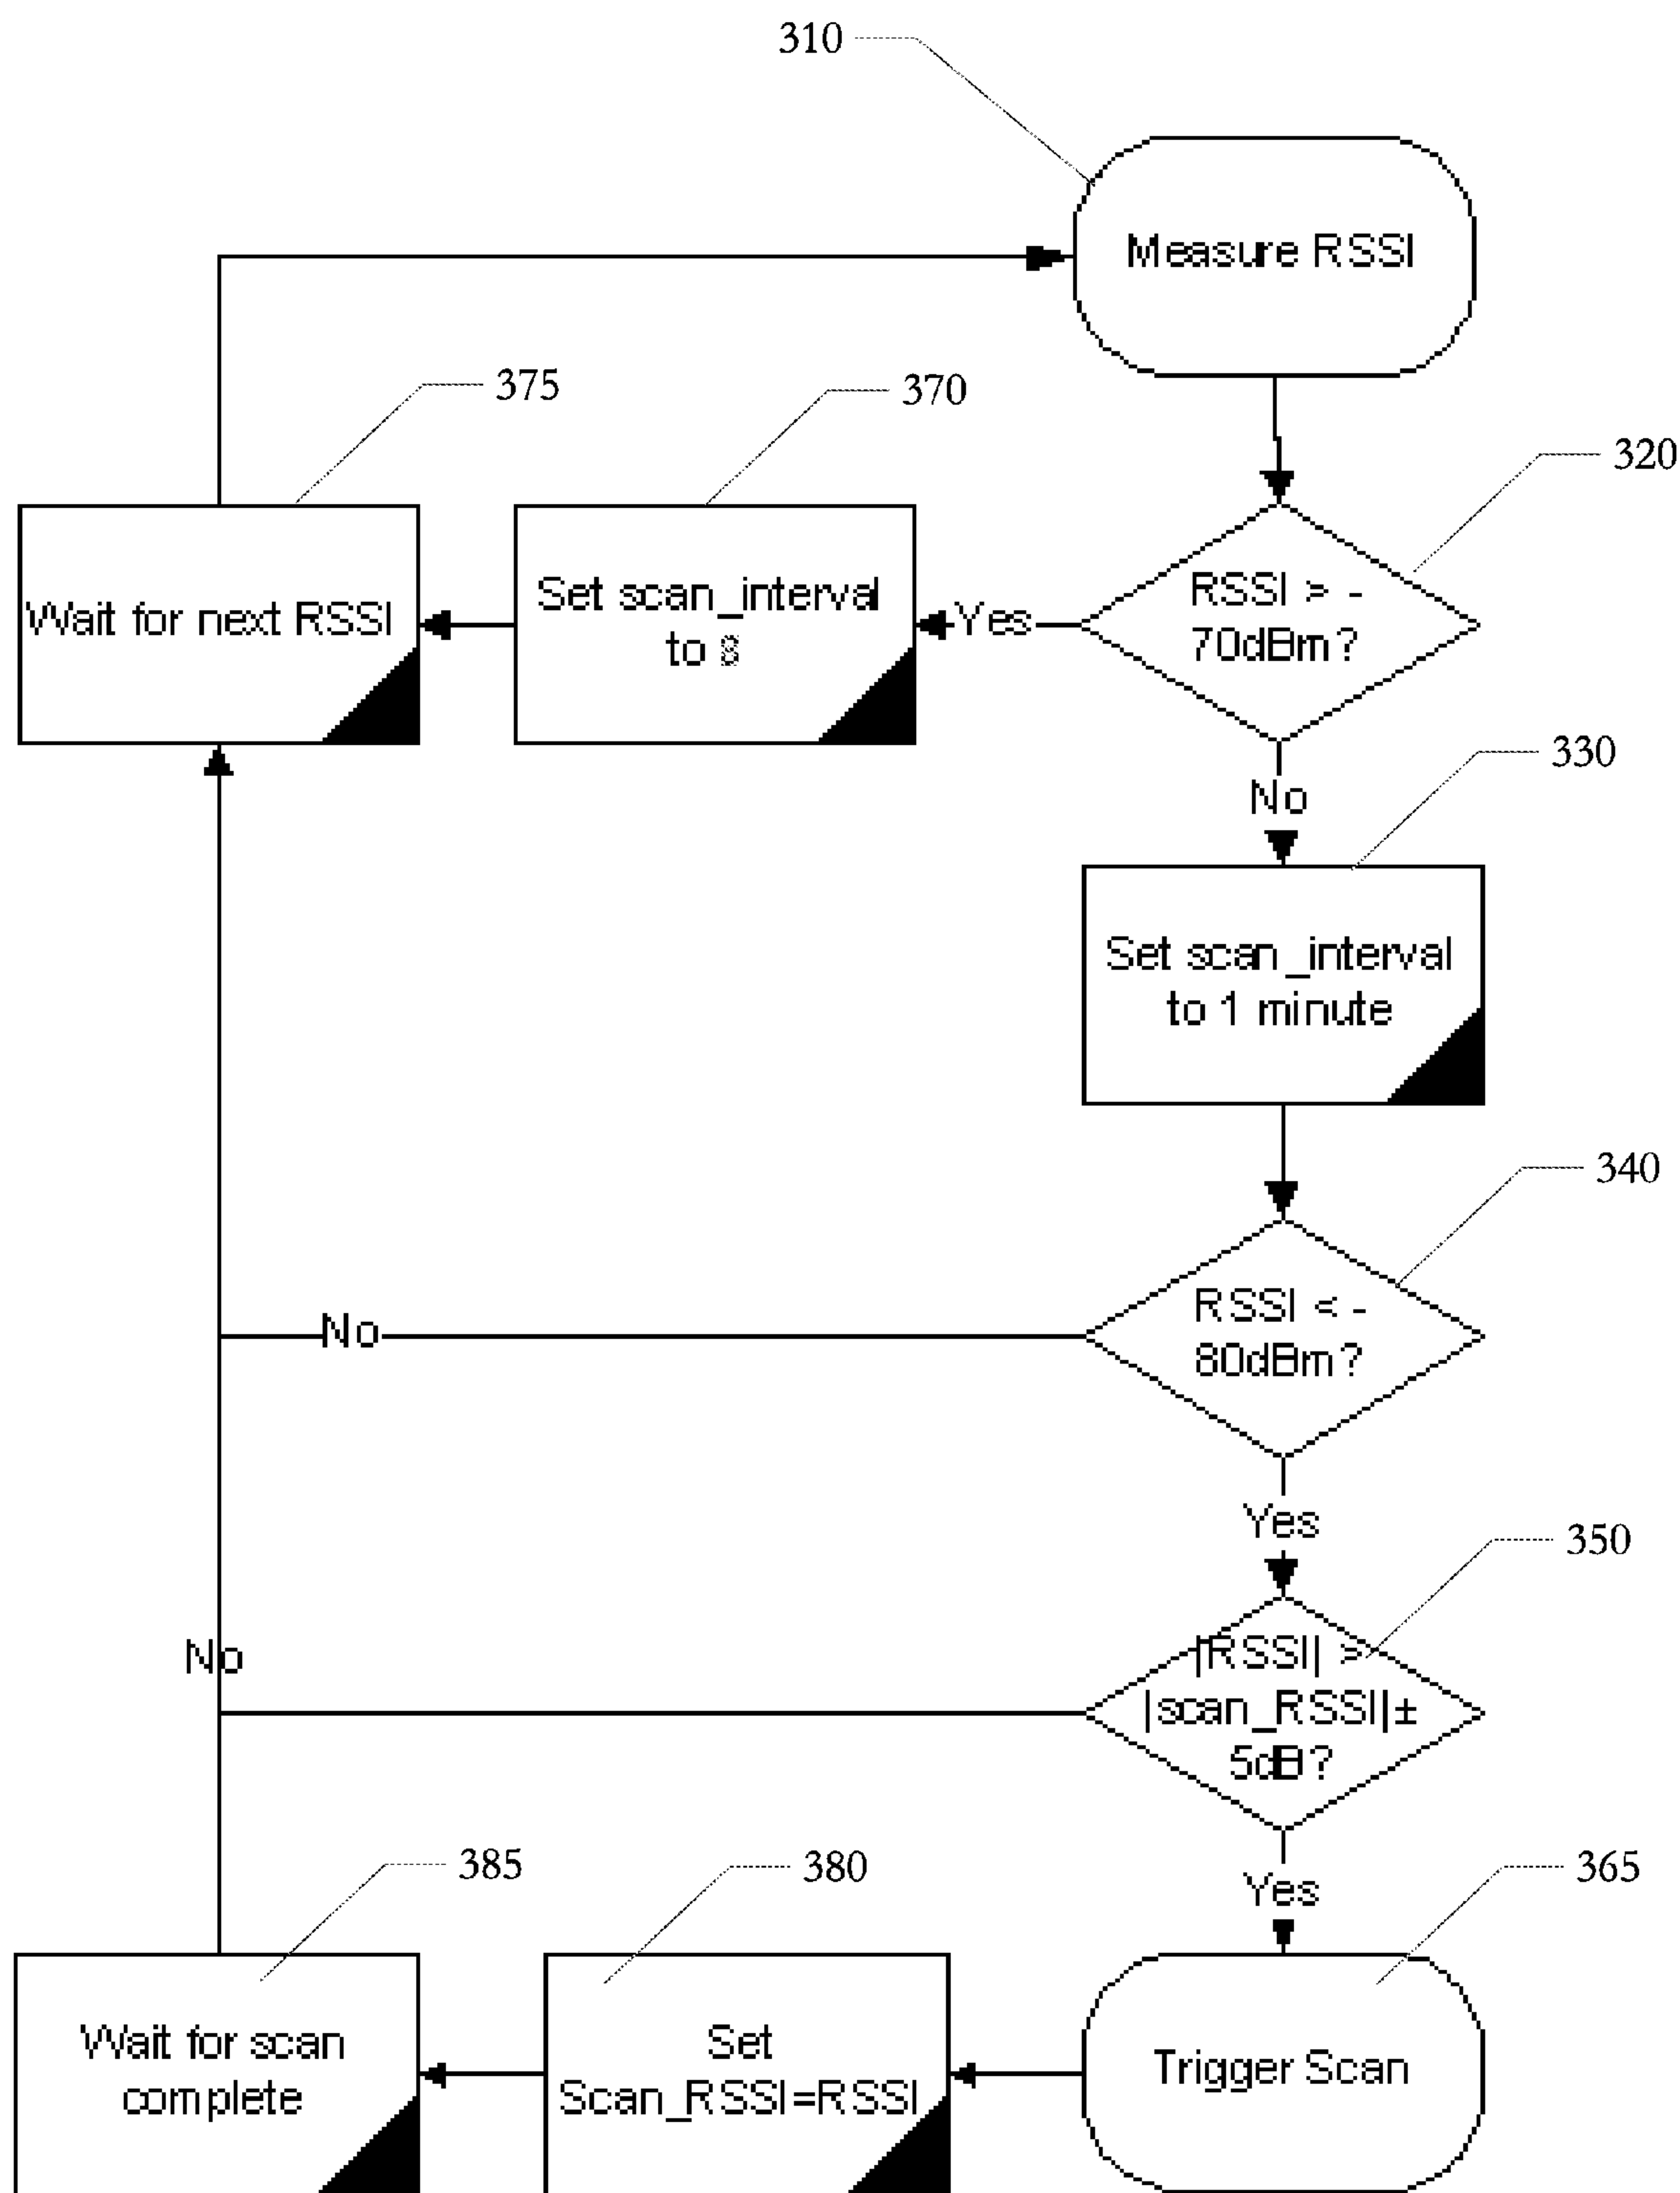 310
Measure RSSI
375
370
320
Wait for next RSSI
Set scan_interval
to 8
Yes
RSSI > -
70dBm?
330
No
Set scan_interval
to 1 minute
340
RSSI < -
80dBm?
No
Yes
350
No
|RSSI| >
|scan_RSSI|±
5dB?
385
380
365
Yes
Wait for scan
complete
Set
Scan_RSSI=RSSI
Trigger Scan